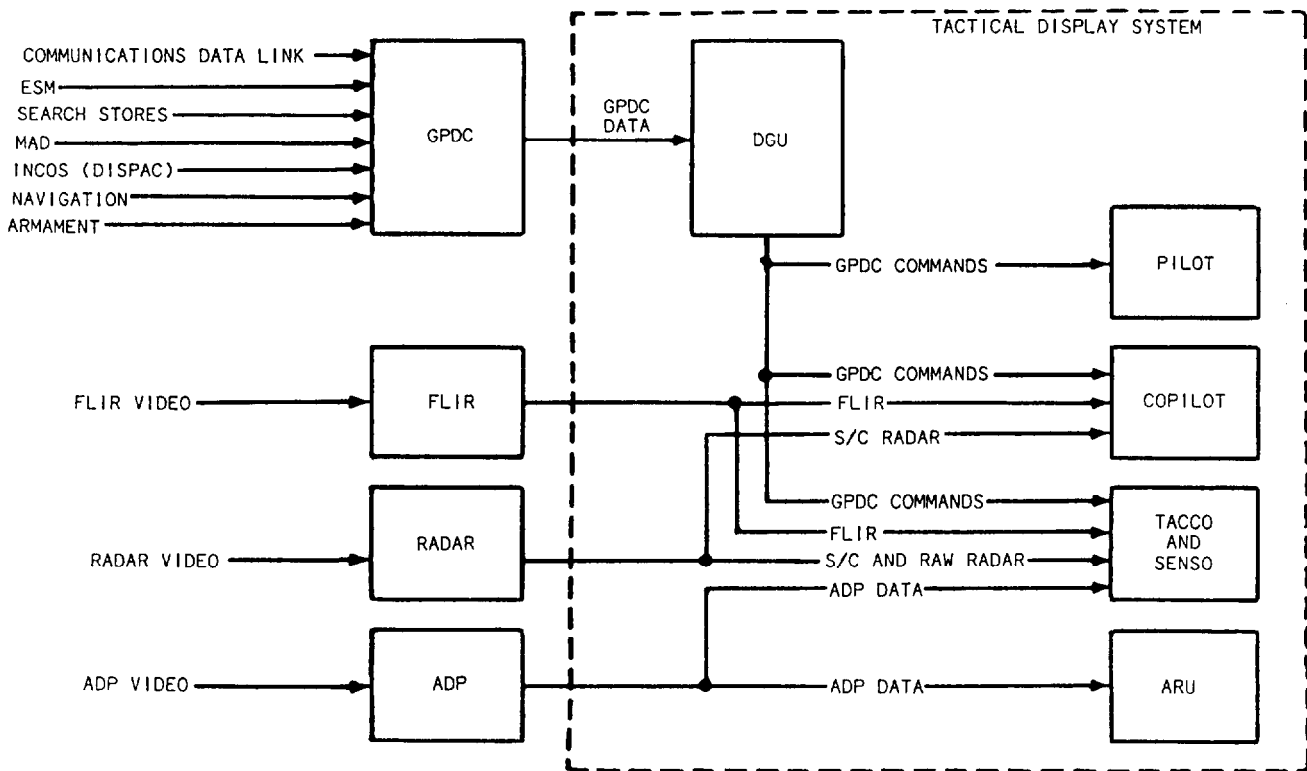 TACTICAL DISPLAY SYSTEM
COMMUNICATIONS DATA LINK
ESM
SEARCH STORES
MAD
INCOS (DISPAC)
NAVIGATION
ARMAMENT
GPDC
GPDC
DATA
DGU
GPDC COMMANDS
PILOT
GPDC COMMANDS
FLIR
S/C RADAR
COPILOT
FLIR VIDEO
FLIR
GPDC COMMANDS
FLIR
S/C AND RAW RADAR
ADP DATA
TACCO
AND
SENSO
RADAR VIDEO
RADAR
ADP VIDEO
ADP
ADP DATA
ARU